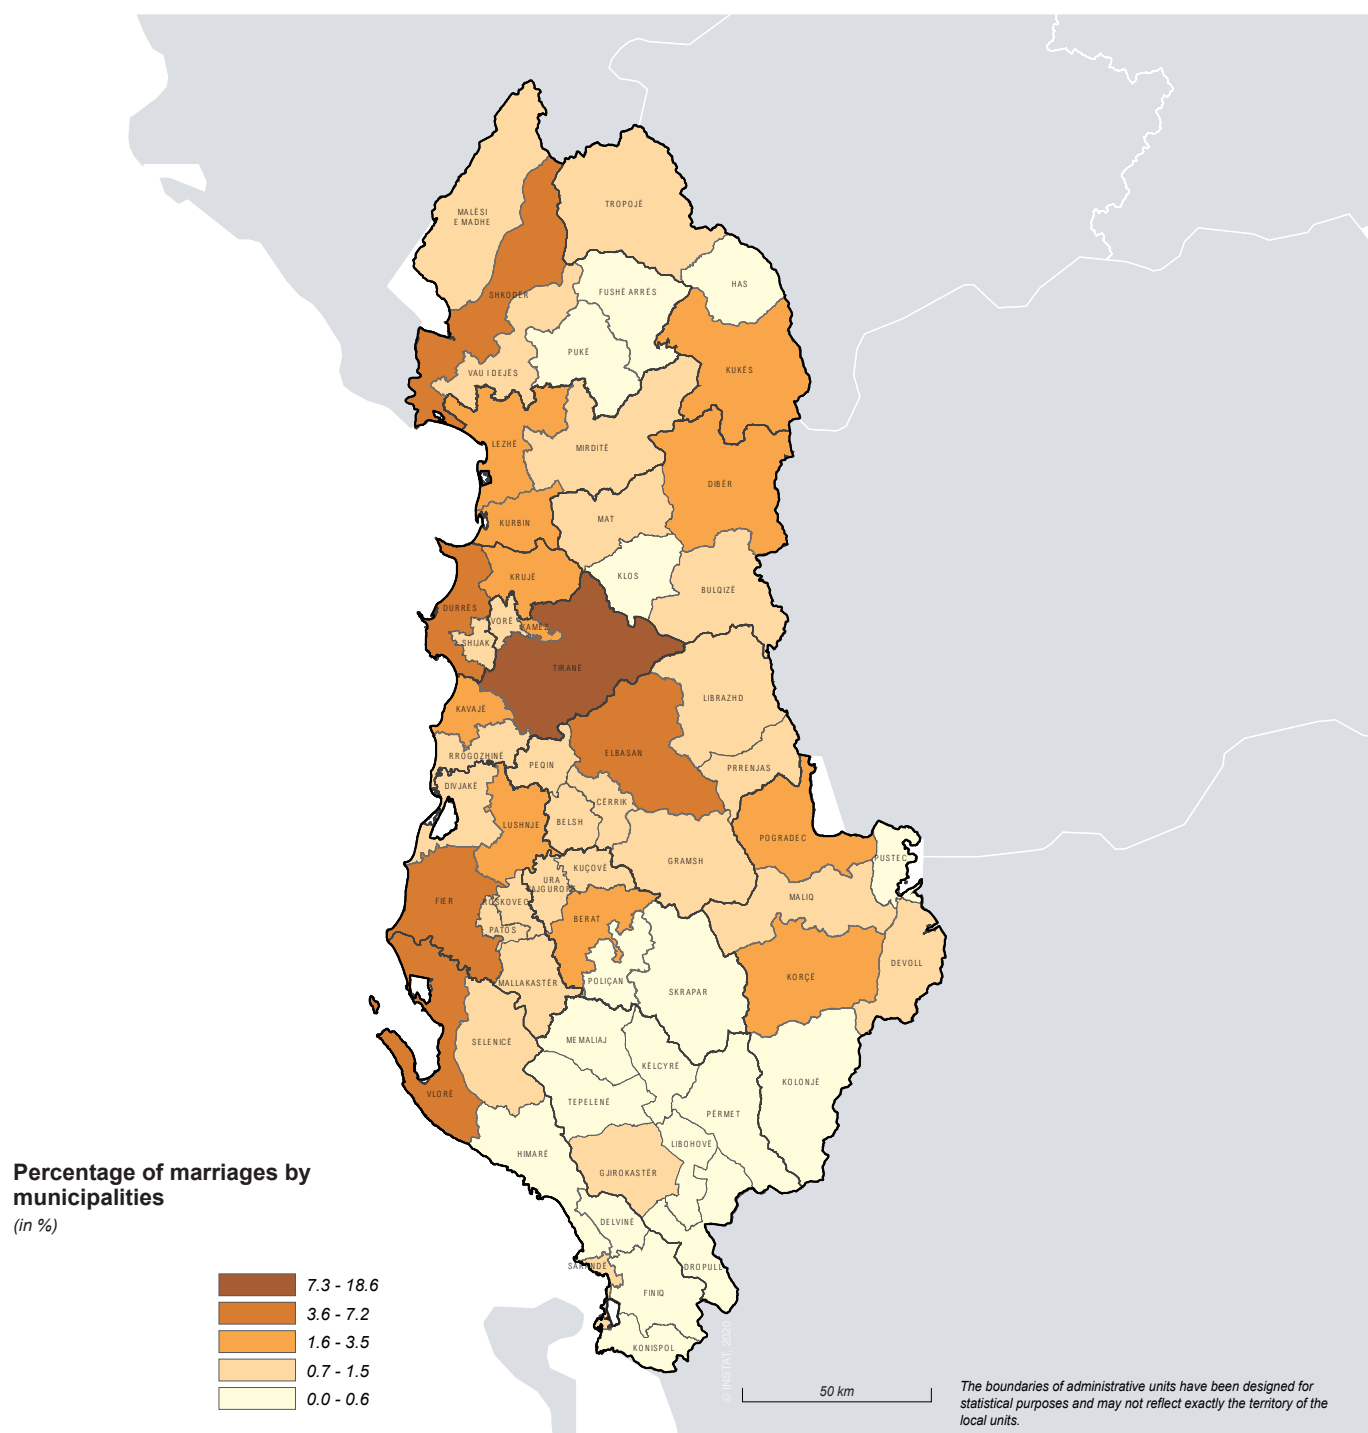 MALËSI
E MADHE
TROPOJË
HAS
SHKODËR
FUSHË ARRËS
PUKË
KUKËS
VAU I DEJËS
LEZHË
MIRDITË
DIBËR
KURBIN
MAT
KRUJË
KLOS
BULQIZË
DURRËS
VORË
KAMËZ
SHIJAK
TIRANË
LIBRAZHD
KAVAJË
RROGOZHINË
PEQIN
ELBASAN
PRRENJAS
DIVJAKË
CËRRIK
LUSHNJE
BELSH
POGRADEC
PUSTEC
KUÇOVË
GRAMSH
URA
VAJGURORE
MALIQ
FIER
ROSKOVEC
BERAT
PATOS
DEVOLL
MALLAKASTËR
POLIÇAN
SKRAPAR
KORÇË
SELENICË
MEMALIAJ
KËLCYRË
KOLONJË
VLORË
TEPELENË
PËRMET
LIBOHOVË
HIMARË
GJIROKASTËR
DELVINË
SARANDË
DROPULL
FINIQ
KONISPOL
Percentage of marriages by
municipalities
(in %)
7.3 - 18.6
3.6 - 7.2
1.6 - 3.5
0.7 - 1.5
0.0 - 0.6
© INSTAT, 2020
50 km
The boundaries of administrative units have been designed for
statistical purposes and may not reflect exactly the territory of the
local units.